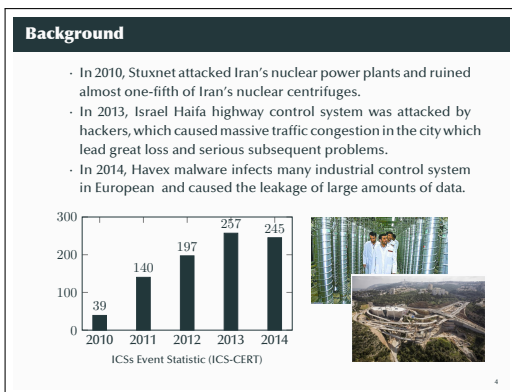 Background
· In 2010, Stuxnet attacked Iran's nuclear power plants and ruined
almost one-fifth of Iran's nuclear centrifuges.
· In 2013, Israel Haifa highway control system was attacked by
hackers, which caused massive traffic congestion in the city which
lead great loss and serious subsequent problems.
· In 2014, Havex malware infects many industrial control system
in European and caused the leakage of large amounts of data.
300
200
100
0
39
140
197
257
245
2010 2011 2012 2013 2014
ICSs Event Statistic (ICS-CERT)
4